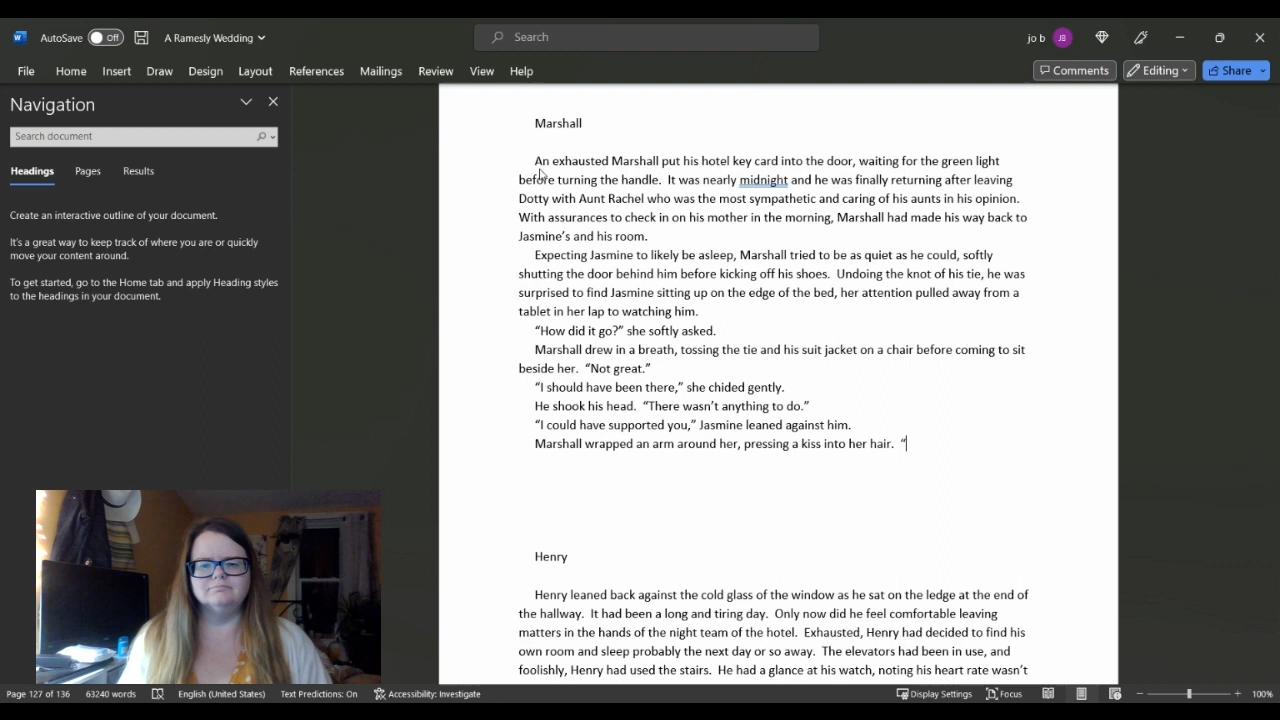 AutoSave Off A Ramesly Wedding Search jo b JB
File Home Insert Draw Design Layout References Mailings Review View Help Comments Editing Share
Navigation
Search document
Headings Pages Results
Create an interactive outline of your document.
It's a great way to keep track of where you are or quickly
move your content around.
To get started, go to the Home tab and apply Heading styles
to the headings in your document.
Marshall
An exhausted Marshall put his hotel key card into the door, waiting for the green light
before turning the handle.  It was nearly midnight and he was finally returning after leaving
Dotty with Aunt Rachel who was the most sympathetic and caring of his aunts in his opinion.
With assurances to check in on his mother in the morning, Marshall had made his way back to
Jasmine’s and his room.
Expecting Jasmine to likely be asleep, Marshall tried to be as quiet as he could, softly
shutting the door behind him before kicking off his shoes.  Undoing the knot of his tie, he was
surprised to find Jasmine sitting up on the edge of the bed, her attention pulled away from a
tablet in her lap to watching him.
“How did it go?” she softly asked.
Marshall drew in a breath, tossing the tie and his suit jacket on a chair before coming to sit
beside her.  “Not great.”
“I should have been there,” she chided gently.
He shook his head.  “There wasn’t anything to do.”
“I could have supported you,” Jasmine leaned against him.
Marshall wrapped an arm around her, pressing a kiss into her hair.  “
Henry
Henry leaned back against the cold glass of the window as he sat on the ledge at the end of
the hallway.  It had been a long and tiring day.  Only now did he feel comfortable leaving
matters in the hands of the night team of the hotel.  Exhausted, Henry had decided to find his
own room and sleep probably the next day or so away.  The elevators had been in use, and
foolishly, Henry had used the stairs.  He had a glance at his watch, noting his heart rate wasn’t
Page 127 of 136 63240 words English (United States) Text Predictions: On Accessibility: Investigate Display Settings Focus 100%